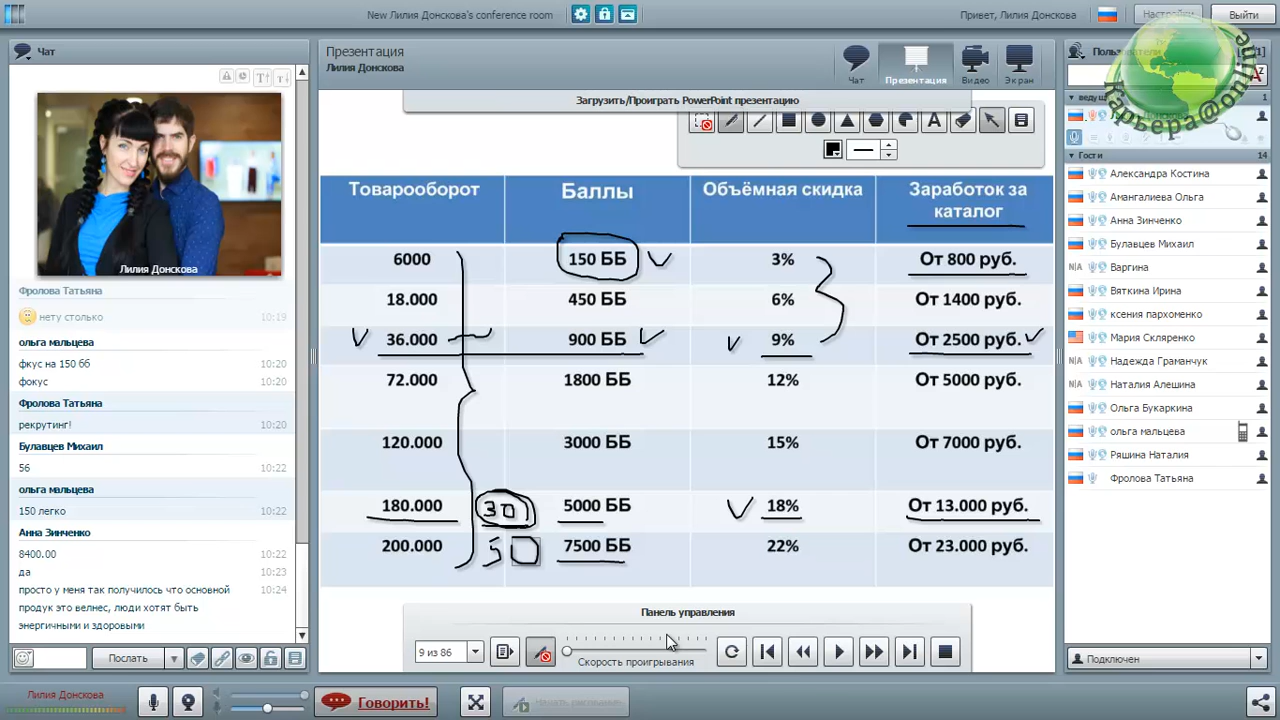 New Лилия Донскова's conference room
Привет, Лилия Донскова
Настройки
Выйти
Чат
Лилия Донскова
Фролова Татьяна
нету столько 10:19
ольга мальцева
фкус на 150 бб 10:20
фокус 10:20
Фролова Татьяна
рекрутинг! 10:20
Булавцев Михаил
56 10:22
ольга мальцева
150 легко 10:22
Анна Зинченко
8400.00 10:22
да 10:23
просто у меня так получилось что основной 10:24
продук это велнес, люди хотят быть
энергичными и здоровыми
Послать
Презентация
Лилия Донскова
Чат
Презентация
Видео
Экран
Загрузить/Проиграть PowerPoint презентацию
Товарооборот Баллы Объёмная скидка Заработок за
каталог
6000 150 ББ 3% От 800 руб.
18.000 450 ББ 6% От 1400 руб.
36.000 900 ББ 9% От 2500 руб.
72.000 1800 ББ 12% От 5000 руб.
120.000 3000 ББ 15% От 7000 руб.
180.000 30 5000 ББ 18% От 13.000 руб.
200.000 50 7500 ББ 22% От 23.000 руб.
Панель управления
9 из 86
Скорость проигрывания
карьера@online
ведущ 1
Гости 14
Александра Костина
Амангалиева Ольга
Анна Зинченко
Булавцев Михаил
N/A Варгина
Вяткина Ирина
ксения пархоменко
Мария Скляренко
N/A Надежда Граманчук
N/A Наталия Алешина
Ольга Букаркина
ольга мальцева
Ряшина Наталия
Фролова Татьяна
Подключен
Лилия Донскова
Говорить!
Начать рисование